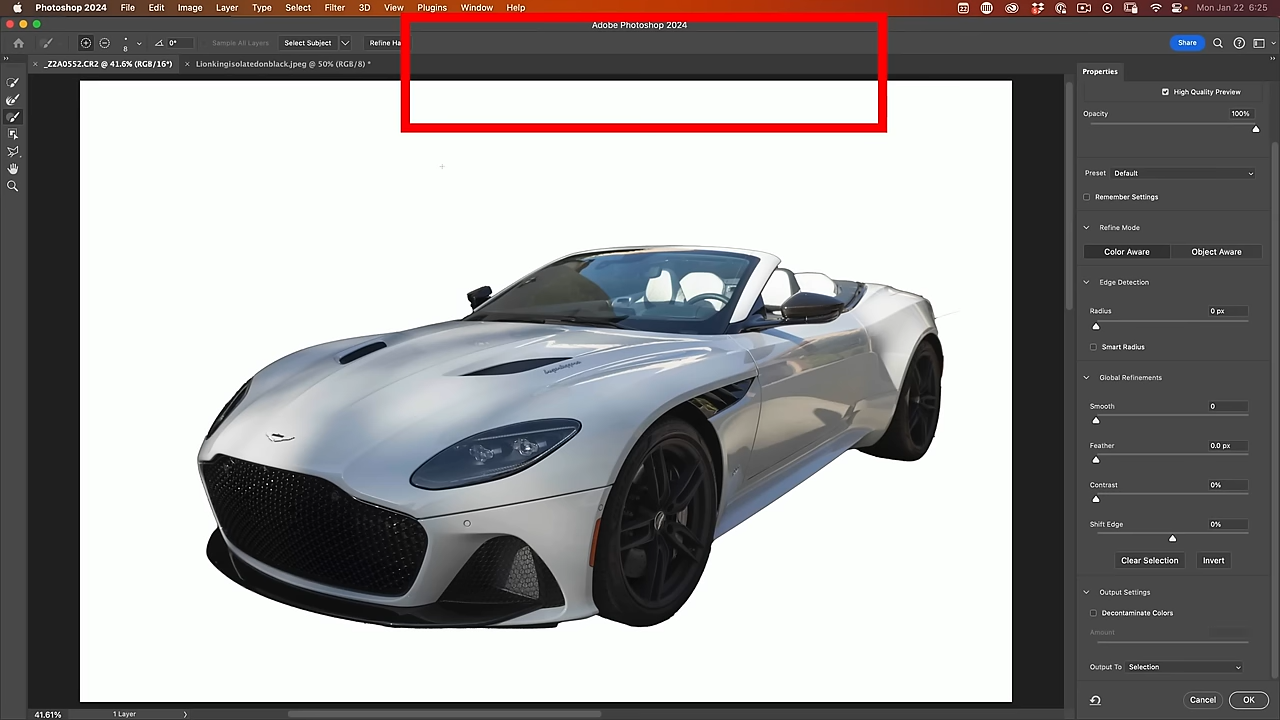 Photoshop 2024 File Edit Image Layer Type Select Filter 3D View Plugins Window Help Mon Jan 22 6:25
Adobe Photoshop 2024
8 0° Sample All Layers Select Subject Refine Ha Share
_Z2A0552.CR2 @ 41.6% (RGB/16*) Lionkingisolatedonblack.jpeg @ 50% (RGB/8) *
Properties
High Quality Preview
Opacity 100%
Preset Default
Remember Settings
Refine Mode
Color Aware Object Aware
Edge Detection
Radius 0 px
Smart Radius
Global Refinements
Smooth 0
Feather 0.0 px
Contrast 0%
Shift Edge 0%
Clear Selection Invert
Output Settings
Decontaminate Colors
Amount
Output To Selection
Cancel OK
41.61% 1 Layer